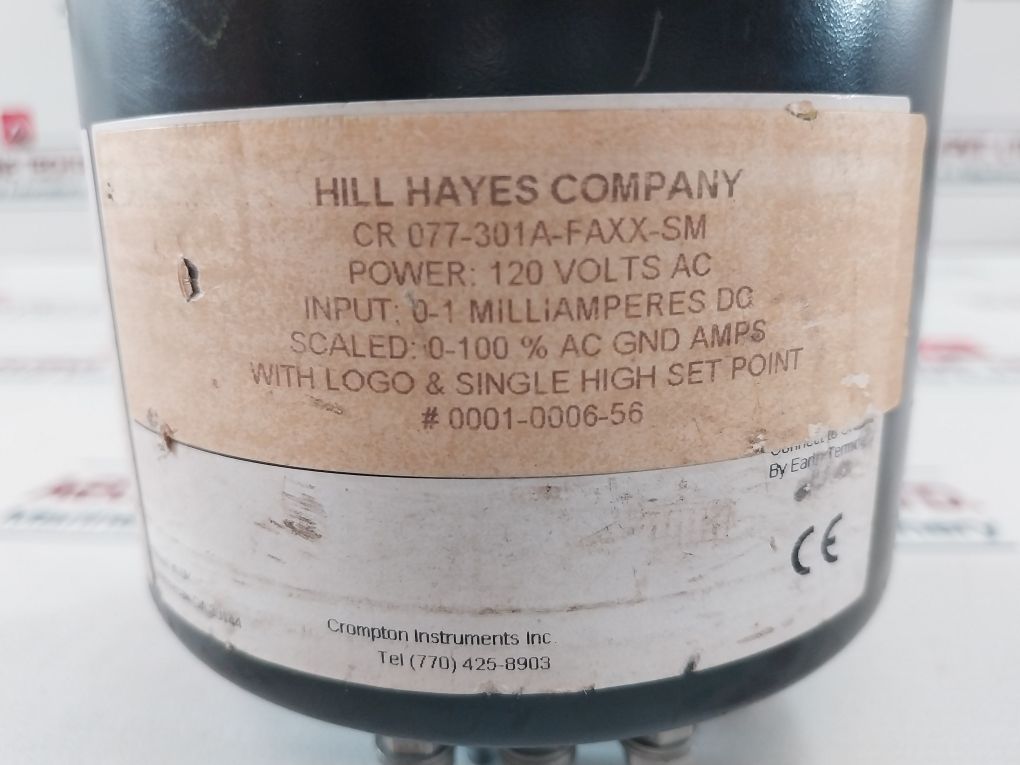 HILL HAYES COMPANY
CR 077-301A-FAXX-SM
POWER: 120 VOLTS AC
INPUT: 0-1 MILLIAMPERES DC
SCALED: 0-100 % AC GND AMPS
WITH LOGO & SINGLE HIGH SET POINT
# 0001-0006-56
Connect to
By Earth
CE
Crompton Instruments Inc.
Tel (770) 425-8903